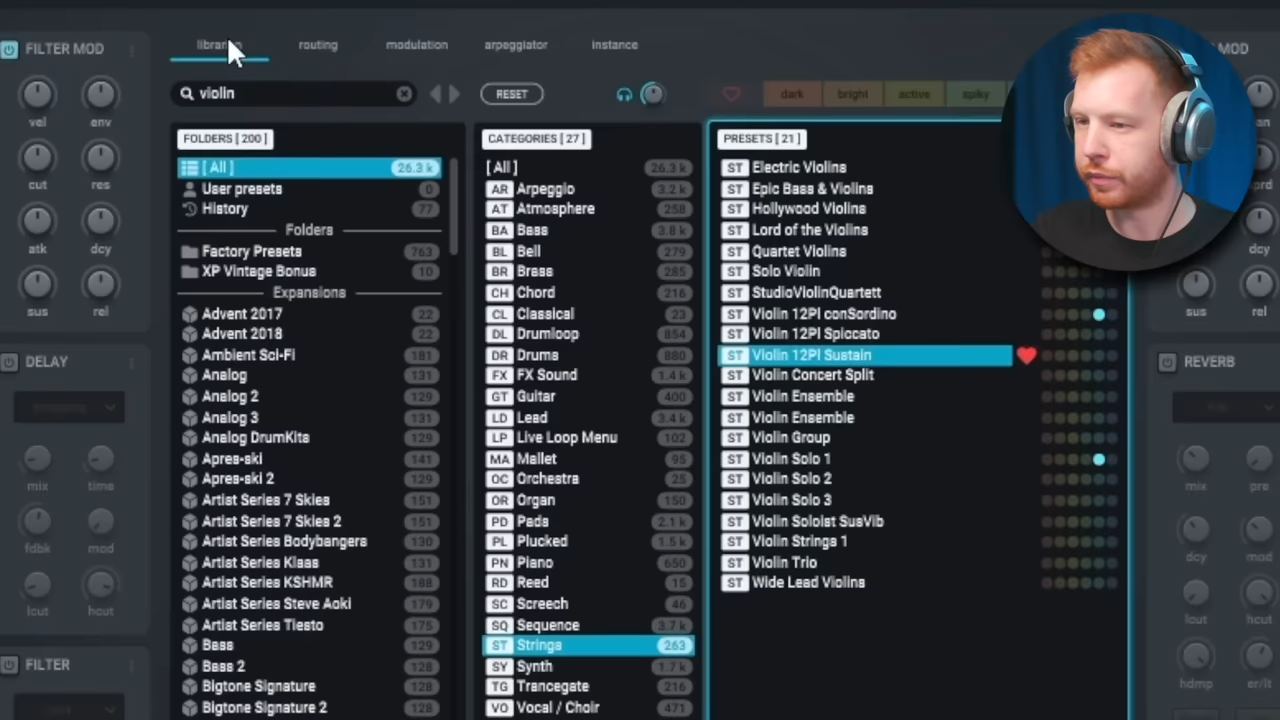 FILTER MOD
vel env
cut res
atk dcy
sus rel
DELAY
mix time
fdbk mod
lcut hcut
FILTER
routing modulation arpeggiator instance
violin
RESET
dark bright active spiky
FOLDERS [ 200 ]
[ All ] 26.3 k
User presets 0
History 77
Folders
Factory Presets 763
XP Vintage Bonus 10
Expansions
Advent 2017 22
Advent 2018 22
Ambient Sci-Fi 181
Analog 131
Analog 2 129
Analog 3 131
Analog DrumKits 129
Apres-ski 141
Apres-ski 2 129
Artist Series 7 Skies 151
Artist Series 7 Skies 2 151
Artist Series Bodybangers 130
Artist Series Klaas 131
Artist Series KSHMR 188
Artist Series Steve Aoki 179
Artist Series Tiesto 175
Bass 129
Bass 2 128
Bigtone Signature 128
Bigtone Signature 2 128
CATEGORIES [ 27 ]
[ All ] 26.3 k
AR Arpeggio 3.2 k
AT Atmosphere 258
BA Bass 3.8 k
BL Bell 279
BR Brass 285
CH Chord 216
CL Classical 23
DL Drumloop 854
DR Drums 880
FX FX Sound 1.4 k
GT Guitar 400
LD Lead 3.4 k
LP Live Loop Menu 102
MA Mallet 95
OC Orchestra 25
OR Organ 150
PD Pads 2.1 k
PL Plucked 1.5 k
PN Piano 650
RD Reed 15
SC Screech 46
SQ Sequence 3.7 k
ST Strings 263
SY Synth 1.7 k
TG Trancegate 216
VO Vocal / Choir 471
PRESETS [ 21 ]
ST Electric Violins
ST Epic Bass & Violins
ST Hollywood Violins
ST Lord of the Violins
ST Quartet Violins
ST Solo Violin
ST StudioViolinQuartett
ST Violin 12Pl conSordino
ST Violin 12Pl Spiccato
ST Violin 12Pl Sustain
ST Violin Concert Split
ST Violin Ensemble
ST Violin Ensemble
ST Violin Group
ST Violin Solo 1
ST Violin Solo 2
ST Violin Solo 3
ST Violin Soloist SusVib
ST Violin Strings 1
ST Violin Trio
ST Wide Lead Violins
MOD
dcy
sus rel
REVERB
mix pre
dcy mod
lcut hcut
hdmp er/lt